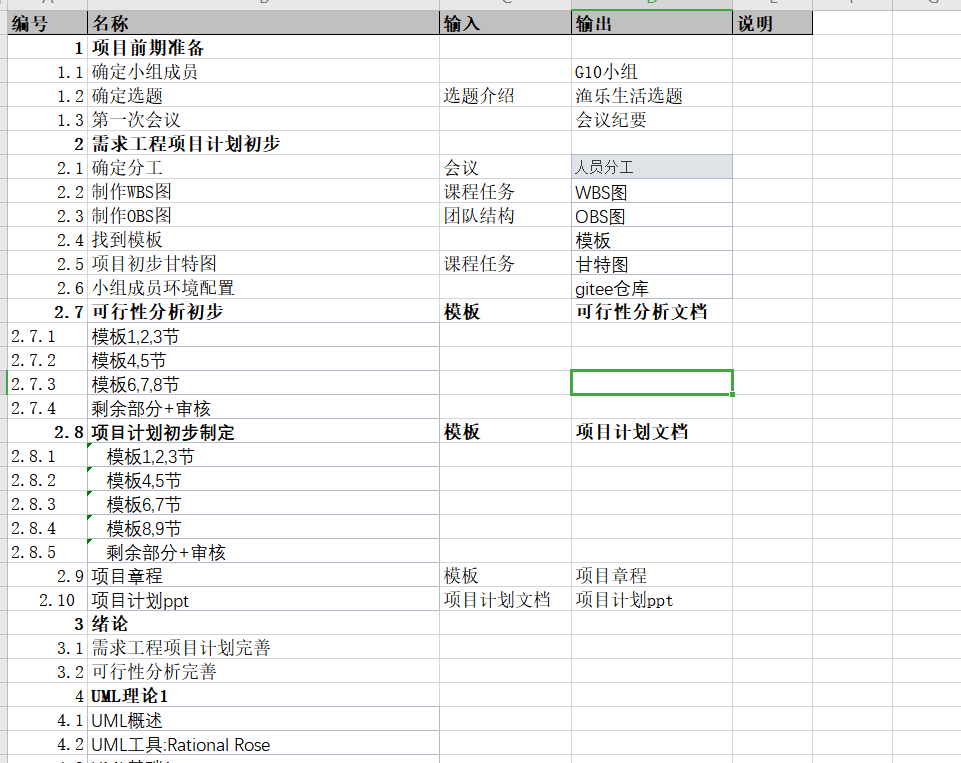 编号 名称 输入 输出 说明
1 项目前期准备
1.1 确定小组成员 G10小组
1.2 确定选题 选题介绍 渔乐生活选题
1.3 第一次会议 会议纪要
2 需求工程项目计划初步
2.1 确定分工 会议 人员分工
2.2 制作WBS图 课程任务 WBS图
2.3 制作OBS图 团队结构 OBS图
2.4 找到模板 模板
2.5 项目初步甘特图 课程任务 甘特图
2.6 小组成员环境配置 gitee仓库
2.7 可行性分析初步 模板 可行性分析文档
2.7.1 模板1,2,3节
2.7.2 模板4,5节
2.7.3 模板6,7,8节
2.7.4 剩余部分+审核
2.8 项目计划初步制定 模板 项目计划文档
2.8.1 模板1,2,3节
2.8.2 模板4,5节
2.8.3 模板6,7节
2.8.4 模板8,9节
2.8.5 剩余部分+审核
2.9 项目章程 模板 项目章程
2.10 项目计划ppt 项目计划文档 项目计划ppt
3 绪论
3.1 需求工程项目计划完善
3.2 可行性分析完善
4 UML理论1
4.1 UML概述
4.2 UML工具:Rational Rose